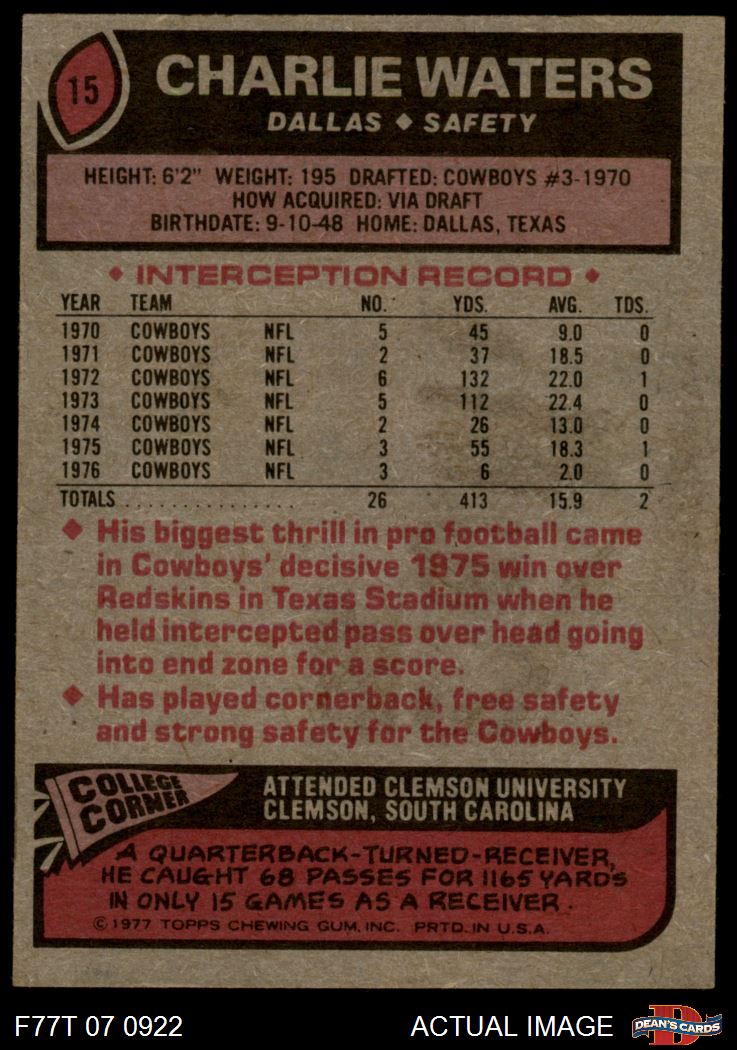 15
CHARLIE WATERS
DALLAS ◆ SAFETY
HEIGHT: 6'2" WEIGHT: 195 DRAFTED: COWBOYS #3-1970
HOW ACQUIRED: VIA DRAFT
BIRTHDATE: 9-10-48 HOME: DALLAS, TEXAS
◆ INTERCEPTION RECORD ◆
YEAR TEAM NO. YDS. AVG. TDS.
1970 COWBOYS NFL 5 45 9.0 0
1971 COWBOYS NFL 2 37 18.5 0
1972 COWBOYS NFL 6 132 22.0 1
1973 COWBOYS NFL 5 112 22.4 0
1974 COWBOYS NFL 2 26 13.0 0
1975 COWBOYS NFL 3 55 18.3 1
1976 COWBOYS NFL 3 6 2.0 0
TOTALS . . . . . . . . . . . . . . . 26 413 15.9 2
◆ His biggest thrill in pro football came
in Cowboys' decisive 1975 win over
Redskins in Texas Stadium when he
held intercepted pass over head going
into end zone for a score.
◆ Has played cornerback, free safety
and strong safety for the Cowboys.
COLLEGE
CORNER
ATTENDED CLEMSON UNIVERSITY
CLEMSON, SOUTH CAROLINA
A QUARTERBACK-TURNED-RECEIVER,
HE CAUGHT 68 PASSES FOR 1165 YARDS
IN ONLY 15 GAMES AS A RECEIVER.
©1977 TOPPS CHEWING GUM, INC. PRTD. IN U.S.A.
F77T 07 0922 ACTUAL IMAGE
D
DEAN'S CARDS